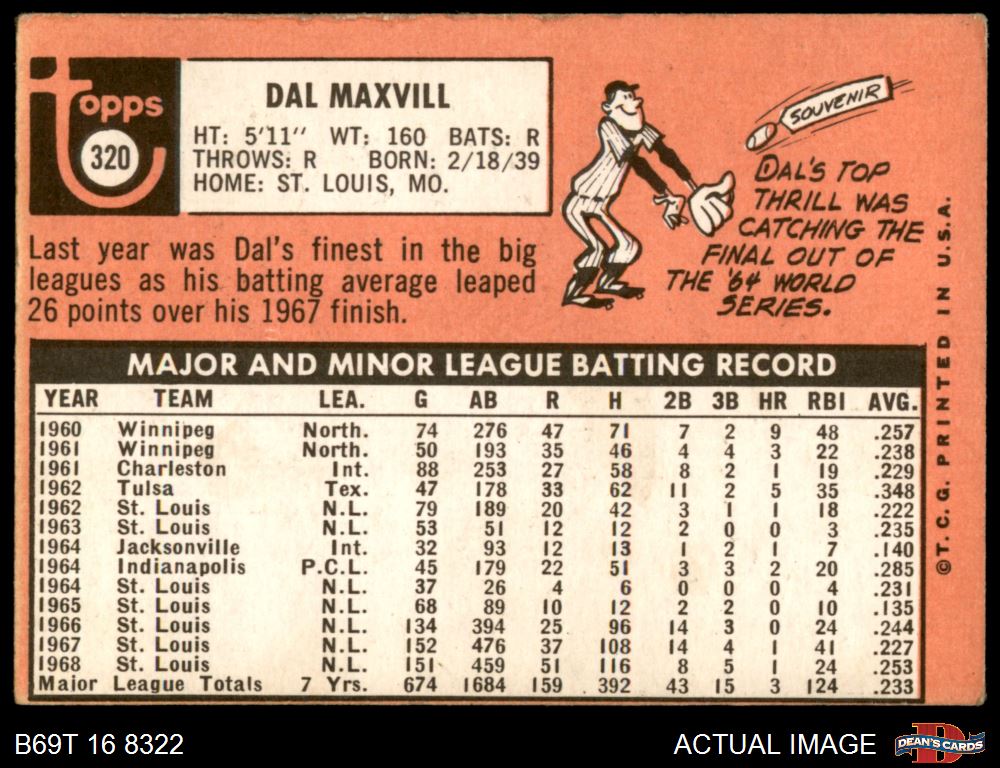 Topps
320
DAL MAXVILL
HT: 5'11" WT: 160 BATS: R
THROWS: R BORN: 2/18/39
HOME: ST. LOUIS, MO.
SOUVENIR
DAL'S TOP
THRILL WAS
CATCHING THE
FINAL OUT OF
THE '64 WORLD
SERIES.
Last year was Dal's finest in the big
leagues as his batting average leaped
26 points over his 1967 finish.
MAJOR AND MINOR LEAGUE BATTING RECORD
YEAR TEAM LEA. G AB R H 2B 3B HR RBI AVG.
1960 Winnipeg North. 74 276 47 71 7 2 9 48 .257
1961 Winnipeg North. 50 193 35 46 4 4 3 22 .238
1961 Charleston Int. 88 253 27 58 8 2 1 19 .229
1962 Tulsa Tex. 47 178 33 62 11 2 5 35 .348
1962 St. Louis N.L. 79 189 20 42 3 1 1 18 .222
1963 St. Louis N.L. 53 51 12 12 2 0 0 3 .235
1964 Jacksonville Int. 32 93 12 13 1 2 1 7 .140
1964 Indianapolis P.C.L. 45 179 22 51 3 3 2 20 .285
1964 St. Louis N.L. 37 26 4 6 0 0 0 4 .231
1965 St. Louis N.L. 68 89 10 12 2 2 0 10 .135
1966 St. Louis N.L. 134 394 25 96 14 3 0 24 .244
1967 St. Louis N.L. 152 476 37 108 14 4 1 41 .227
1968 St. Louis N.L. 151 459 51 116 8 5 1 24 .253
Major League Totals 7 Yrs. 674 1684 159 392 43 15 3 124 .233
©T. C. G. PRINTED IN U.S.A.
B69T 16 8322
ACTUAL IMAGE
D
DEAN'S CARDS